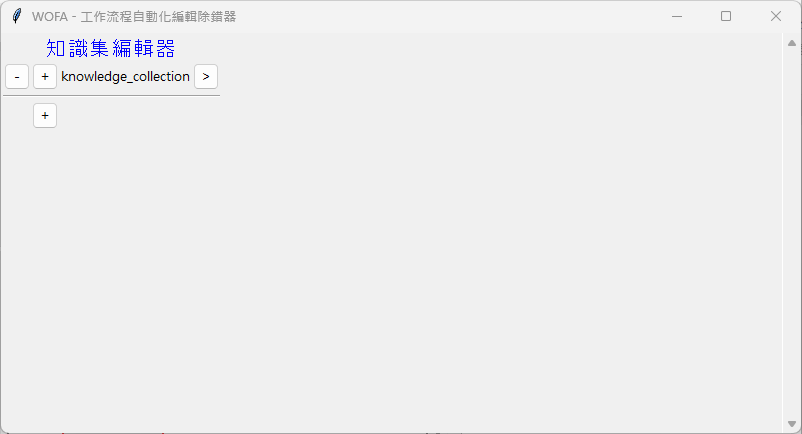 WOFA - 工作流程自動化編輯除錯器
知識集編輯器
- + knowledge_collection >
+